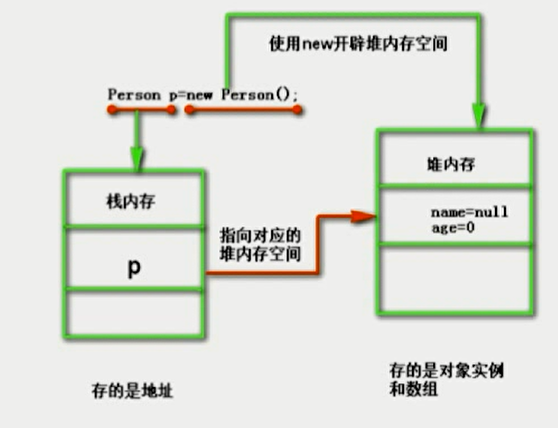 使用new开辟堆内存空间
Person p=new Person();
栈内存
堆内存
p
指向对应的
堆内存空间
name=null
age=0
存的是地址
存的是对象实例
和数组